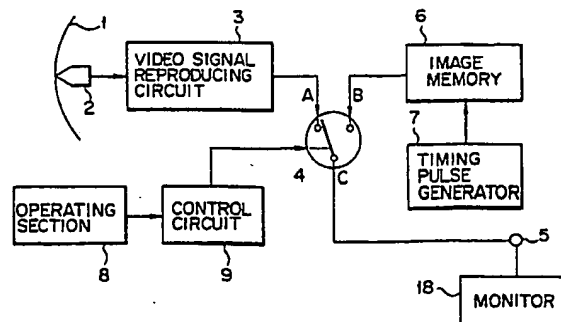 1
2
3
VIDEO SIGNAL
REPRODUCING
CIRCUIT
6
IMAGE
MEMORY
A
B
4
C
7
TIMING
PULSE
GENERATOR
OPERATING
SECTION
8
CONTROL
CIRCUIT
9
5
18
MONITOR